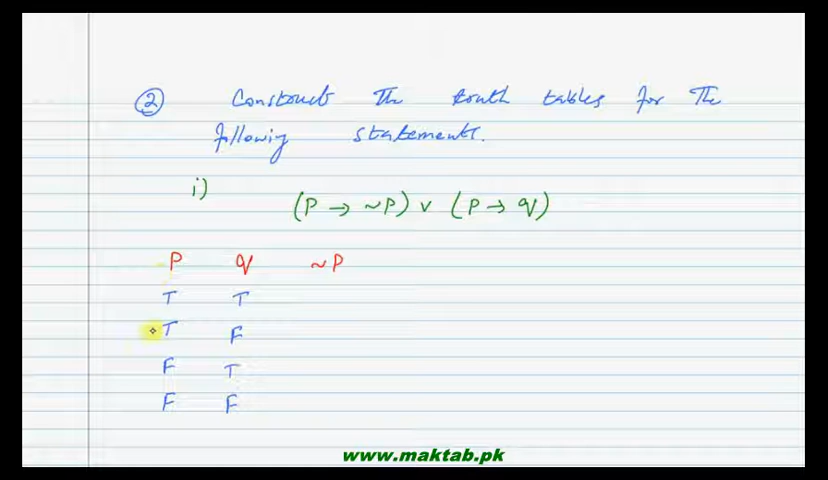 ② Construct The truth tables for The
following statements.
i) (P → ~P) v (P → q)
P q ~P
T T
T F
F T
F F
www.maktab.pk